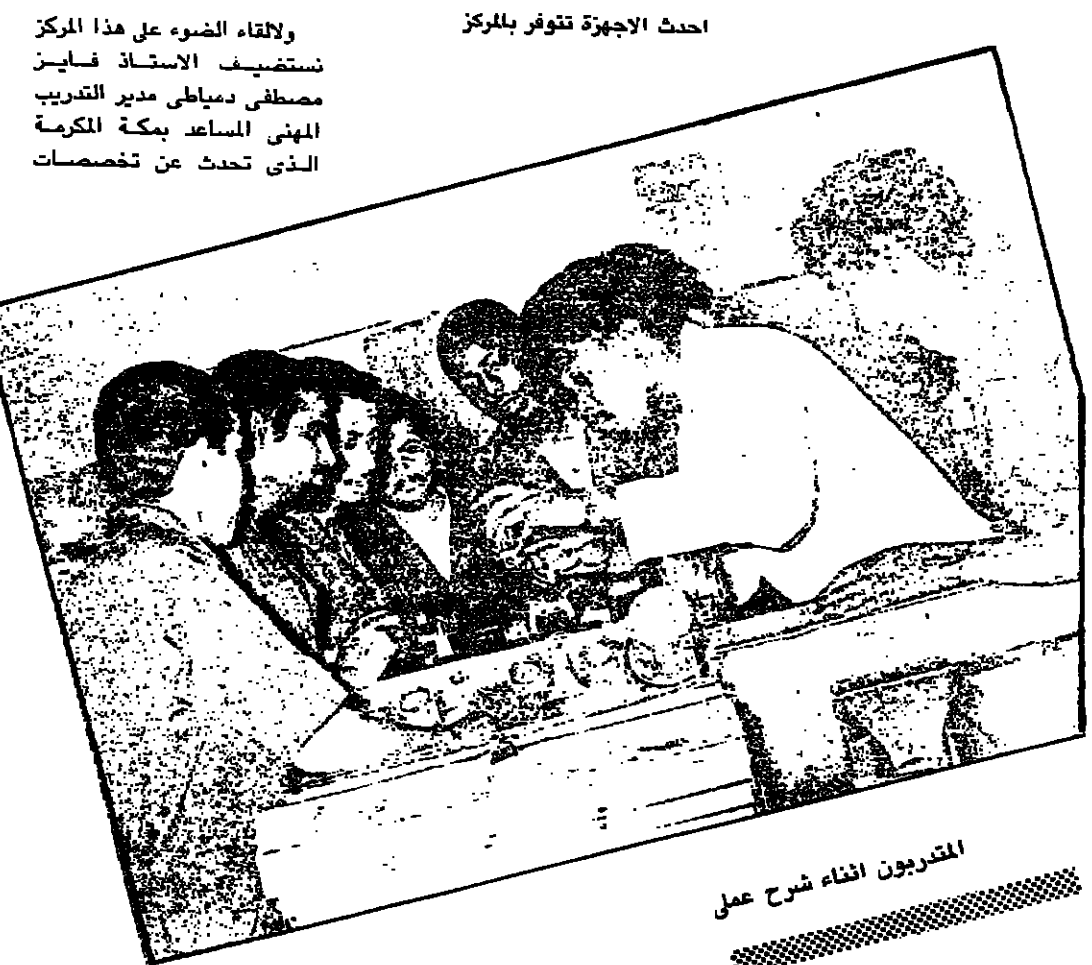 احدث الاجهزة تتوفر بالمركز
ولالقاء الضوء على هذا المركز
نستضيف الاستاذ فايز
مصطفى دمياطى مدير التدريب
المهنى المساعد بمكة المكرمة
الذى تحدث عن تخصصات
المتدربون اثناء شرح عملى